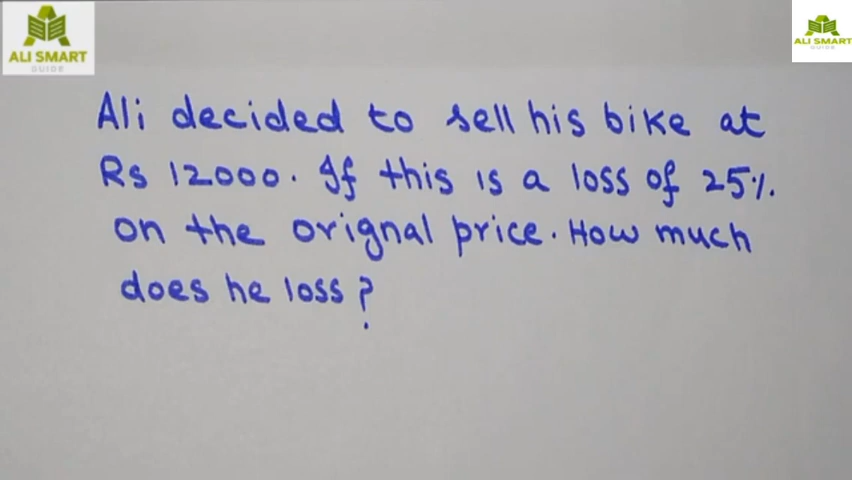 ALI SMART
GUIDE
ALI SMART
GUIDE
Ali decided to sell his bike at
Rs 12000. If this is a loss of 25%
on the orignal price. How much
does he loss?